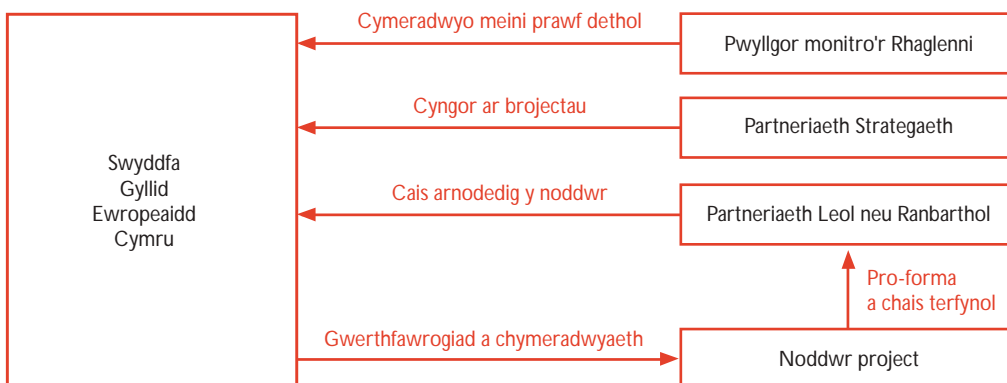 Cymeradwyo meini prawf dethol
Pwyllgor monitro'r Rhaglenni
Cyngor ar brojectau
Partneriaeth Strategaeth
Swyddfa
Gyllid
Ewropeaidd
Cymru
Cais arnodedig y noddwr
Partneriaeth Leol neu Ranbarthol
Pro-forma
a chais terfynol
Gwerthfawrogiad a chymeradwyaeth
Noddwr project